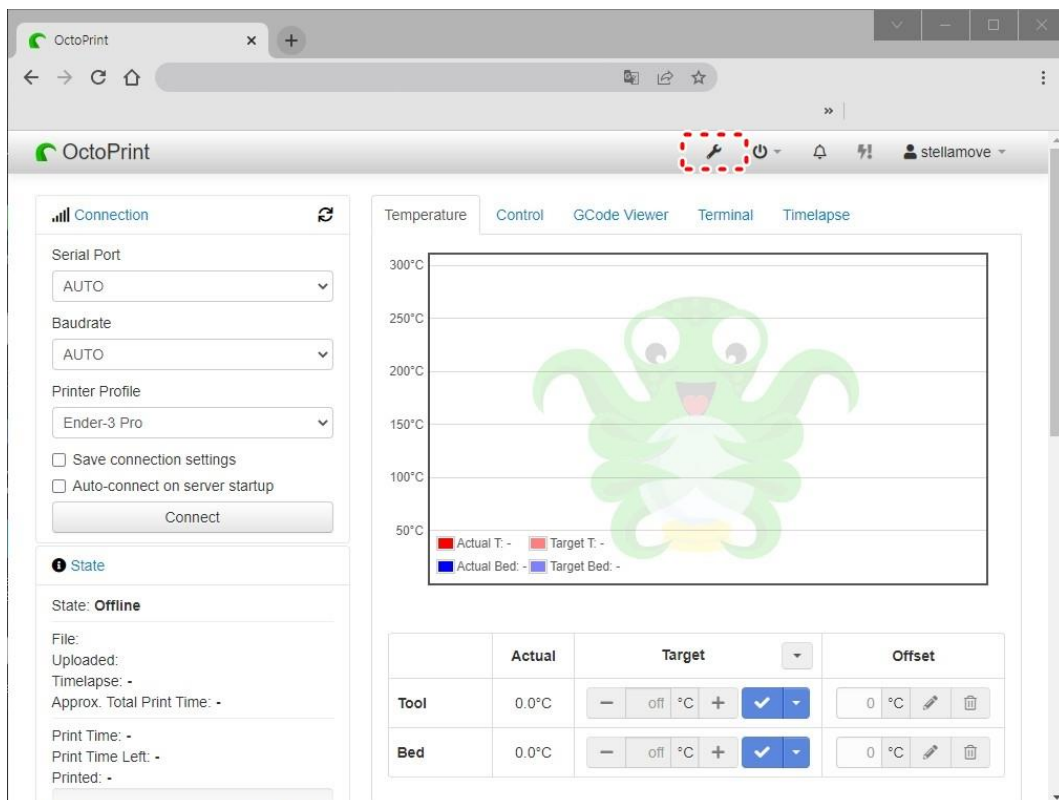 OctoPrint
OctoPrint
stellamove
Connection
Serial Port
AUTO
Baudrate
AUTO
Printer Profile
Ender-3 Pro
Save connection settings
Auto-connect on server startup
Connect
State
State: Offline
File:
Uploaded:
Timelapse: -
Approx. Total Print Time: -
Print Time: -
Print Time Left: -
Printed: -
Temperature Control GCode Viewer Terminal Timelapse
300°C
250°C
200°C
150°C
100°C
50°C
Actual T: - Target T: -
Actual Bed: - Target Bed: -
Actual Target Offset
Tool 0.0°C off °C 0 °C
Bed 0.0°C off °C 0 °C